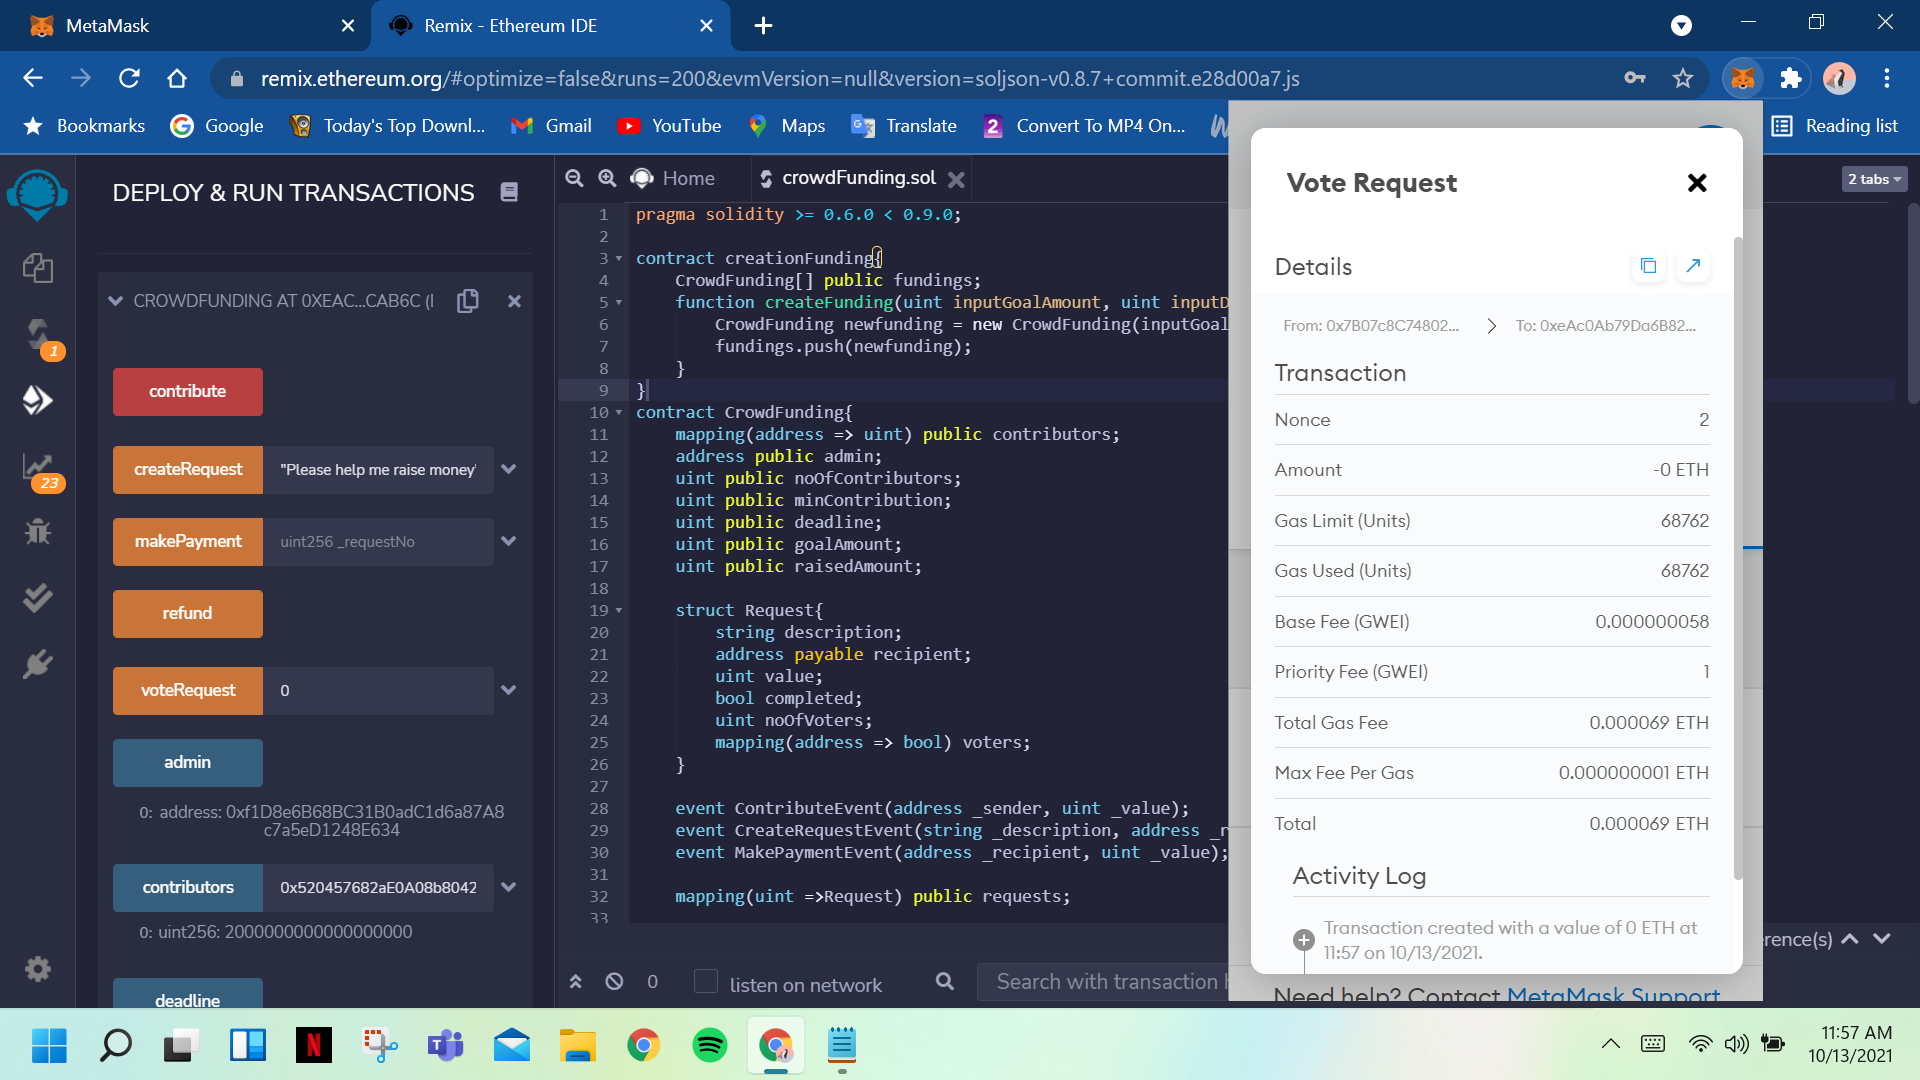 MetaMask
Remix - Ethereum IDE
remix.ethereum.org/#optimize=false&runs=200&evmVersion=null&version=soljson-v0.8.7+commit.e28d00a7.js
Bookmarks
Google
Today's Top Downl...
Gmail
YouTube
Maps
Translate
2
Convert To MP4 On...
Reading list
DEPLOY & RUN TRANSACTIONS
CROWDFUNDING AT 0XEAC...CAB6C (
contribute
createRequest
"Please help me raise money"
makePayment
uint256 _requestNo
refund
voteRequest
0
admin
0: address: 0xf1D8e6B68BC31B0adC1d6a87A8
c7a5eD1248E634
contributors
0x520457682aE0A08b8042
0: uint256: 2000000000000000000
deadline
1
23
Home
crowdFunding.sol
2 tabs
1 pragma solidity >= 0.6.0 < 0.9.0;
2
3 contract creationFunding{
4 CrowdFunding[] public fundings;
5 function createFunding(uint inputGoalAmount, uint inputD
6 CrowdFunding newfunding = new CrowdFunding(inputGoal
7 fundings.push(newfunding);
8 }
9 }
10 contract CrowdFunding{
11 mapping(address => uint) public contributors;
12 address public admin;
13 uint public noOfContributors;
14 uint public minContribution;
15 uint public deadline;
16 uint public goalAmount;
17 uint public raisedAmount;
18
19 struct Request{
20 string description;
21 address payable recipient;
22 uint value;
23 bool completed;
24 uint noOfVoters;
25 mapping(address => bool) voters;
26 }
27
28 event ContributeEvent(address _sender, uint _value);
29 event CreateRequestEvent(string _description, address _r
30 event MakePaymentEvent(address _recipient, uint _value);
31
32 mapping(uint =>Request) public requests;
33
0
listen on network
Search with transaction h
erence(s)
Vote Request
Details
From: 0x7B07c8C74802...
To: 0xeAc0Ab79Da6B82...
Transaction
Nonce 2
Amount -0 ETH
Gas Limit (Units) 68762
Gas Used (Units) 68762
Base Fee (GWEI) 0.000000058
Priority Fee (GWEI) 1
Total Gas Fee 0.000069 ETH
Max Fee Per Gas 0.000000001 ETH
Total 0.000069 ETH
Activity Log
Transaction created with a value of 0 ETH at
11:57 on 10/13/2021.
Need help? Contact MetaMask Support
N
T
11:57 AM
10/13/2021